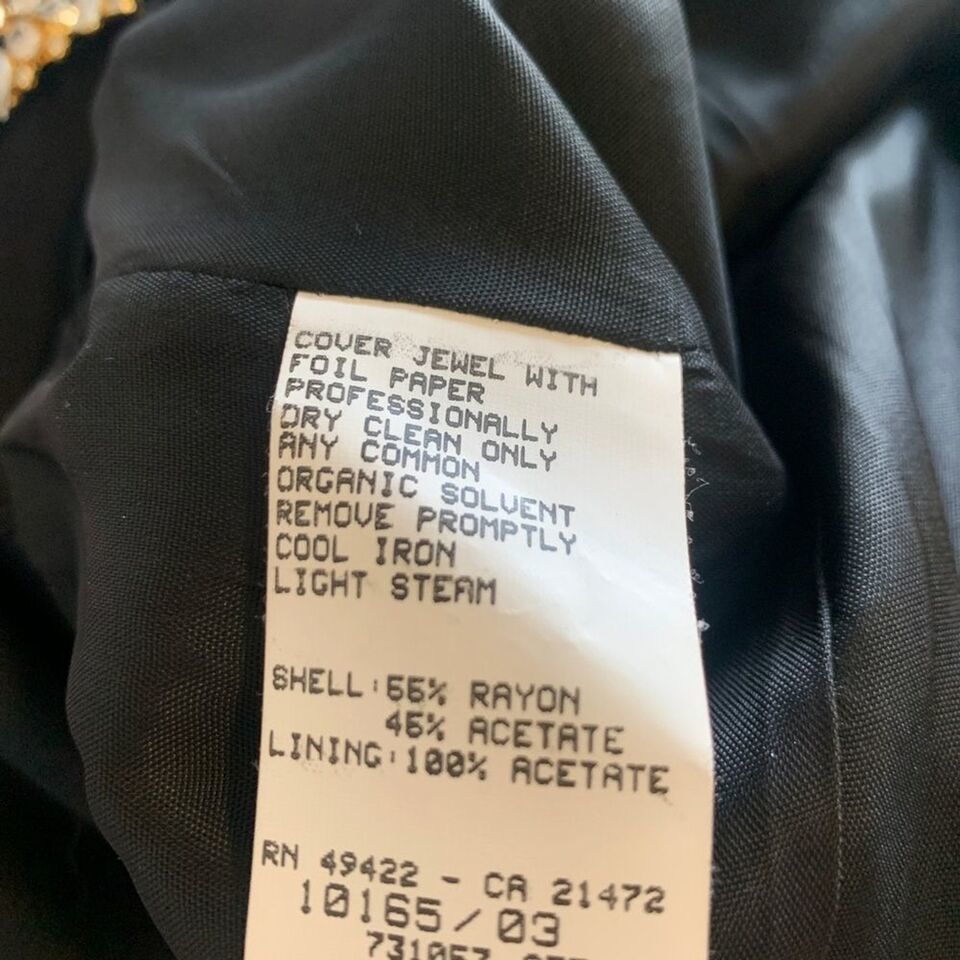 COVER JEWEL WITH
FOIL PAPER
PROFESSIONALLY
DRY CLEAN ONLY
ANY COMMON
ORGANIC SOLVENT
REMOVE PROMPTLY
COOL IRON
LIGHT STEAM
SHELL:55% RAYON
45% ACETATE
LINING:100% ACETATE
RN 49422 - CA 21472
10165/03
731057